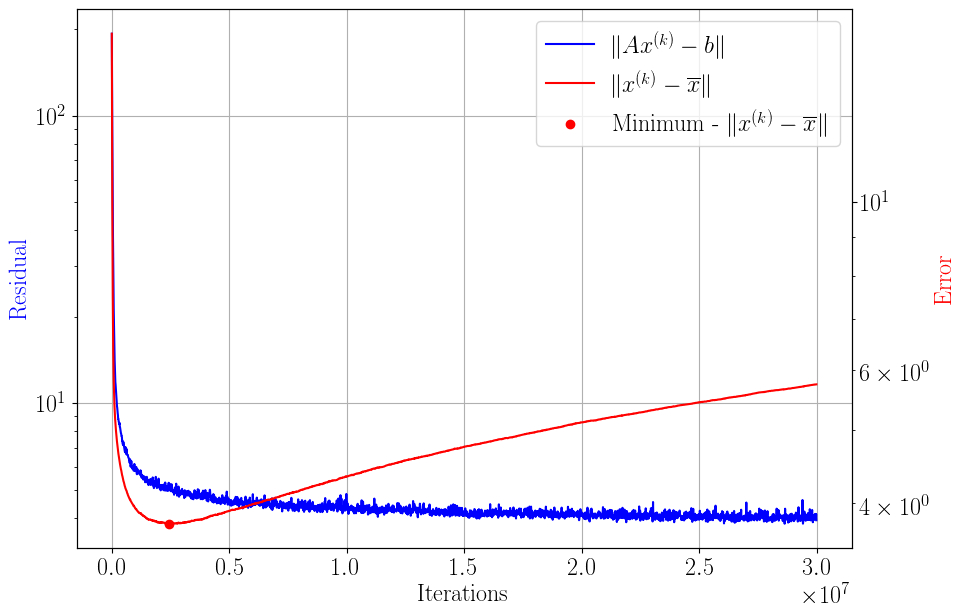 ‖Ax^(k) − b‖
‖x^(k) − x̅‖
Minimum - ‖x^(k) − x̅‖
10^2
10^1
Residual
10^1
6 × 10^0
4 × 10^0
Error
0.0 0.5 1.0 1.5 2.0 2.5 3.0
Iterations
×10^7